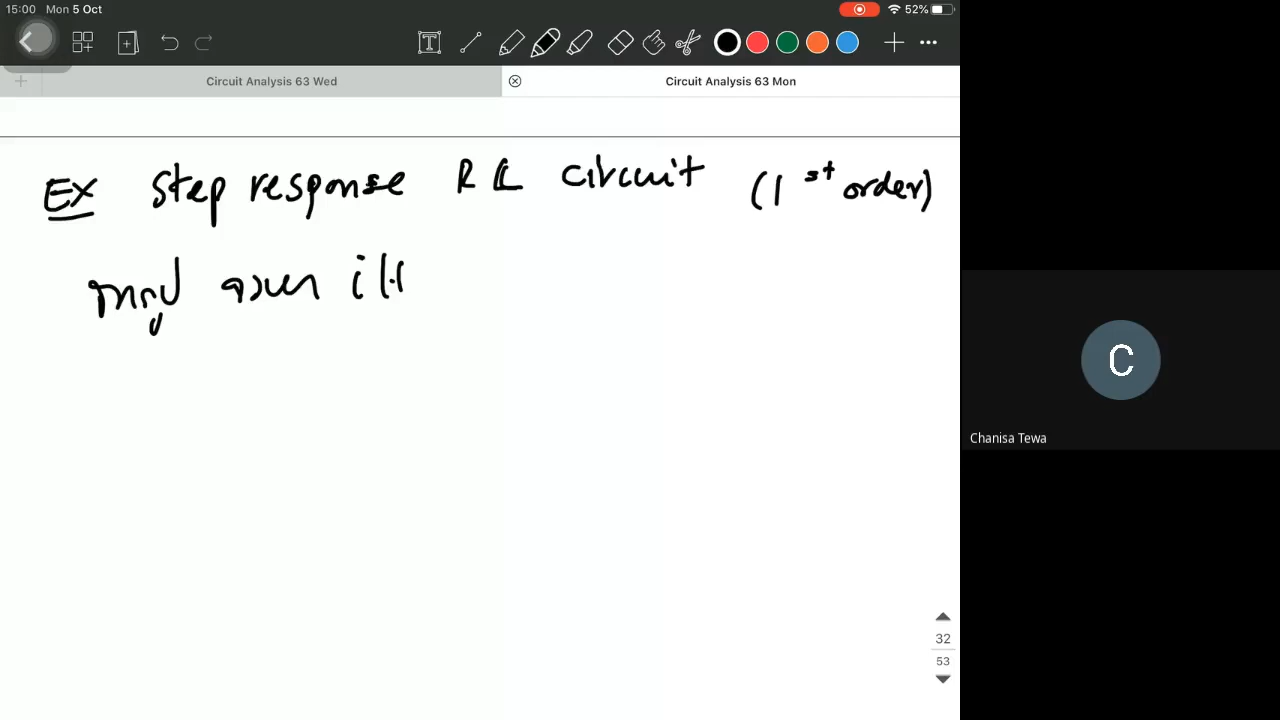 15:00 Mon 5 Oct 52%
Circuit Analysis 63 Wed
Circuit Analysis 63 Mon
EX step response RL circuit (1st order)
i(t
C
Chanisa Tewa
32
53